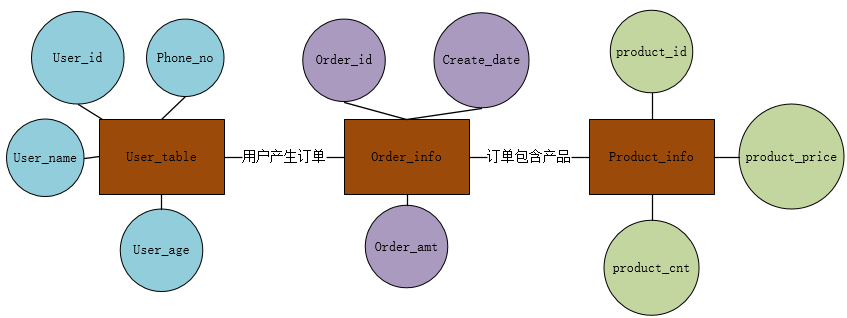 User_id
Phone_no
Order_id
Create_date
product_id
User_name
User_table
用户产生订单
Order_info
订单包含产品
Product_info
product_price
User_age
Order_amt
product_cnt